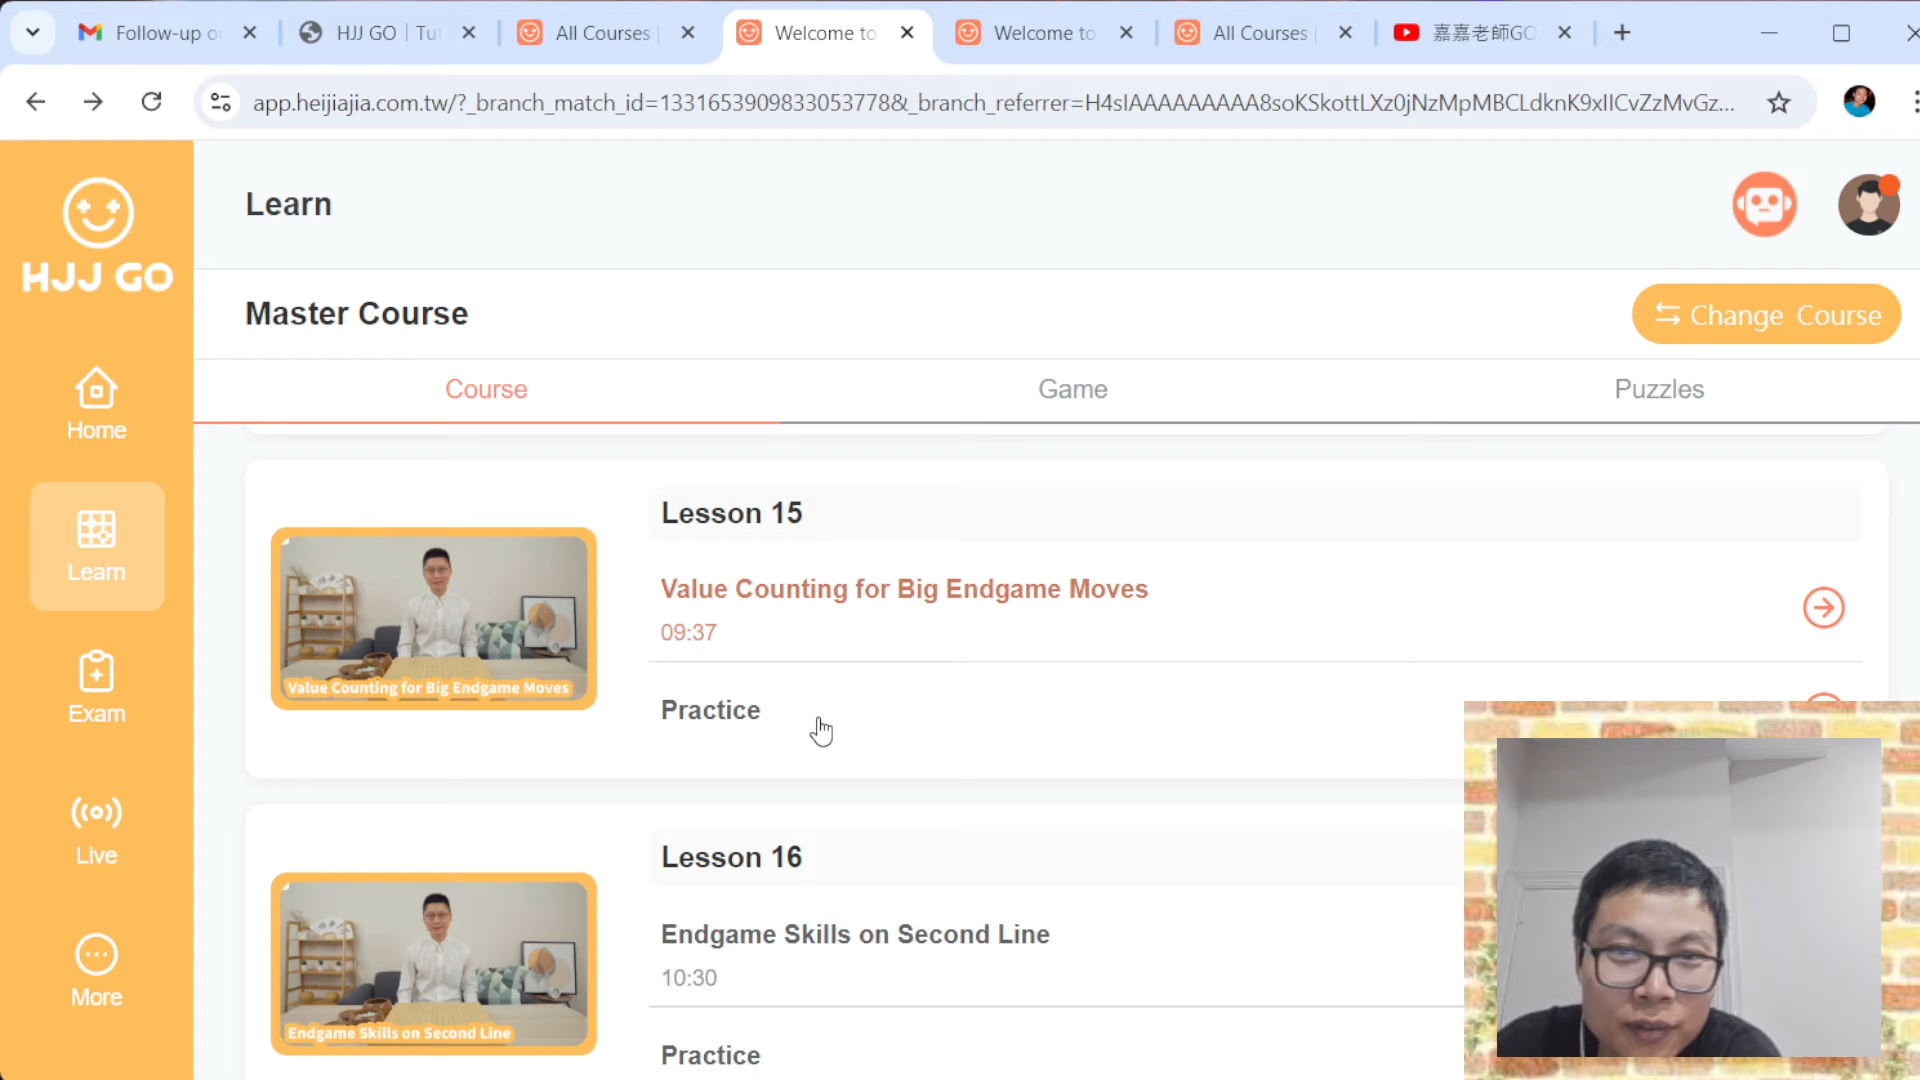 Follow-up o
HJJ GO | Tut
All Courses |
Welcome to
Welcome to
All Courses |
嘉嘉老師GO
app.heijiajia.com.tw/?_branch_match_id=1331653909833053778&_branch_referrer=H4sIAAAAAAAAA8soKSkottLXz0jNzMpMBCLdknK9xIICvZzMvGz...
HJJ GO
Home
Learn
Exam
Live
More
Learn
Master Course
Change Course
Course
Game
Puzzles
Lesson 15
Value Counting for Big Endgame Moves
09:37
Value Counting for Big Endgame Moves
Practice
Lesson 16
Endgame Skills on Second Line
10:30
Endgame Skills on Second Line
Practice